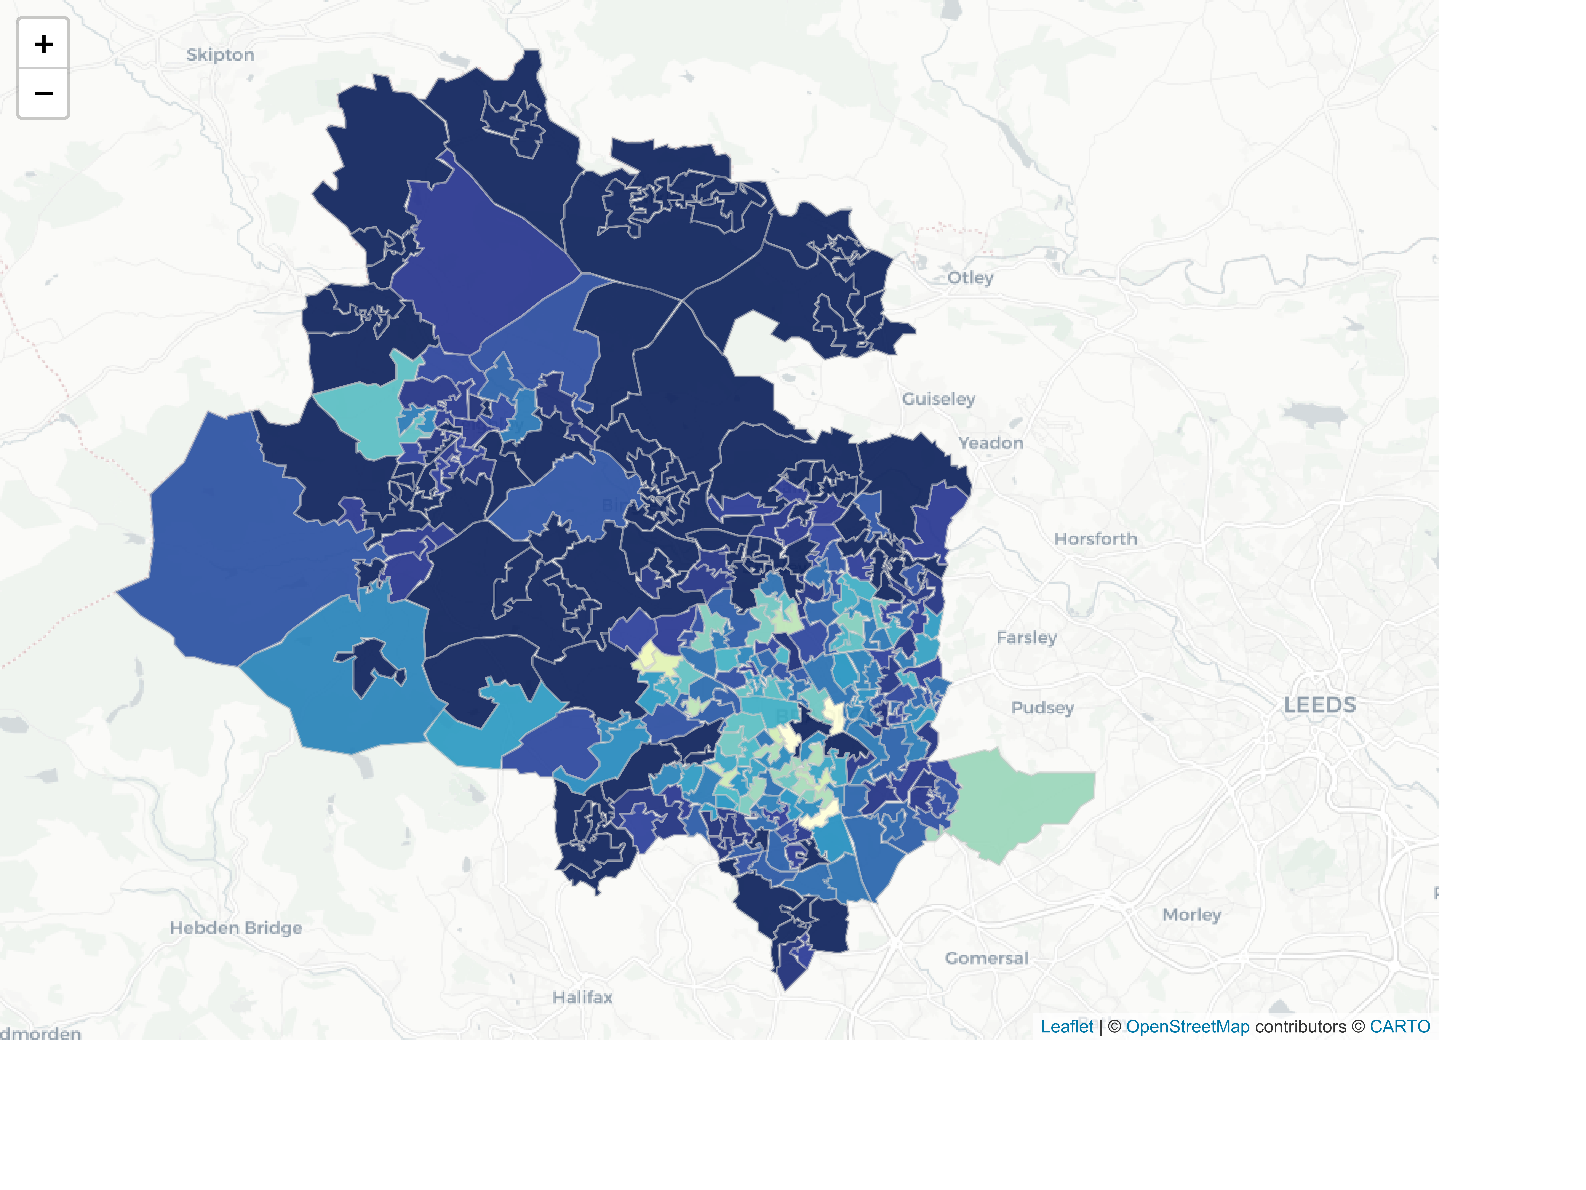 +
Skipton
−
Otley
Guiseley
Yeadon
Horsforth
Farsley
LEEDS
Pudsey
Morley
Hebden Bridge
Gomersal
Halifax
Leaflet | © OpenStreetMap contributors © CARTO
dmorden